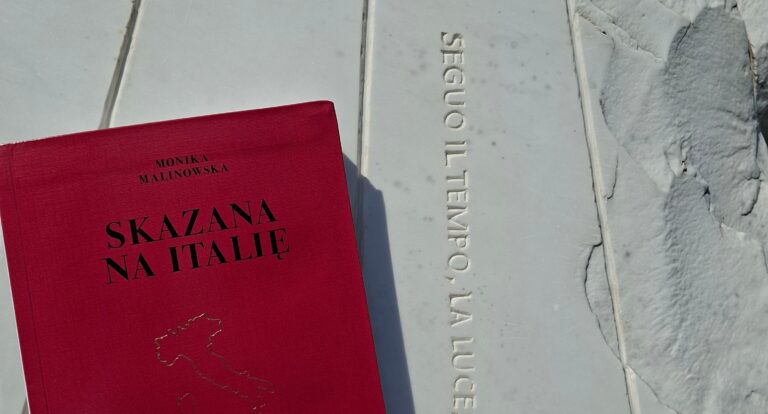 MONIKA
MALINOWSKA
SKAZANA
NA ITALIĘ
SEGUO IL TEMPO, LA LUCE,